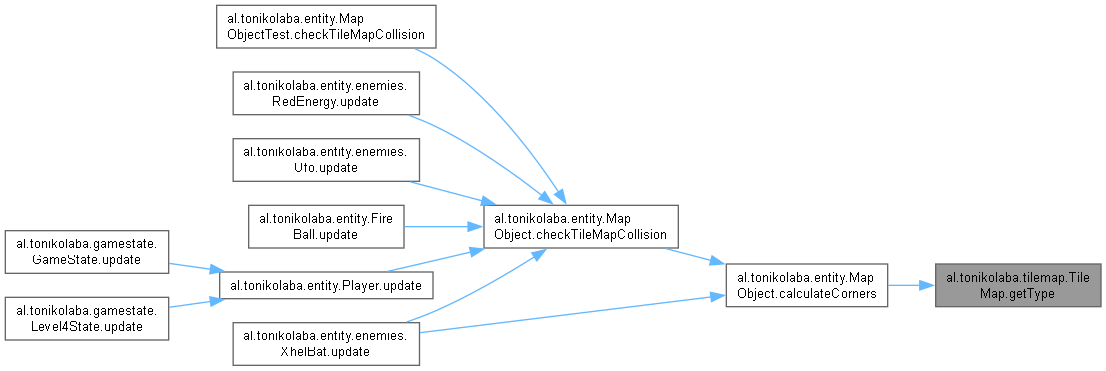 al.tonikolaba.entity.Map
ObjectTest.checkTileMapCollision
al.tonikolaba.entity.enemies.
RedEnergy.update
al.tonikolaba.entity.enemies.
Ufo.update
al.tonikolaba.entity.Fire
Ball.update
al.tonikolaba.entity.Map
Object.checkTileMapCollision
al.tonikolaba.gamestate.
GameState.update
al.tonikolaba.entity.Player.update
al.tonikolaba.entity.Map
Object.calculateCorners
al.tonikolaba.tilemap.Tile
Map.getType
al.tonikolaba.gamestate.
Level4State.update
al.tonikolaba.entity.enemies.
XhelBat.update